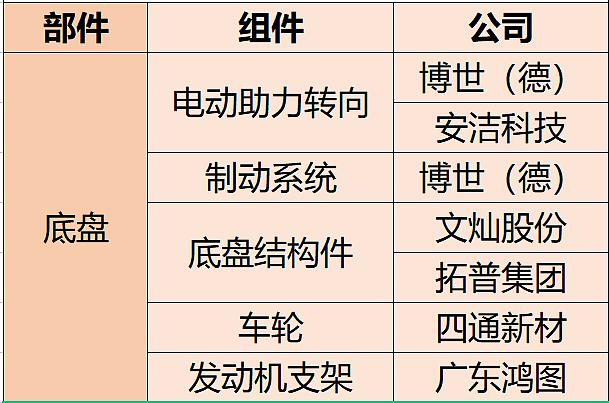 部件 组件 公司
底盘 电动助力转向 博世（德）
安洁科技
制动系统 博世（德）
底盘结构件 文灿股份
拓普集团
车轮 四通新材
发动机支架 广东鸿图